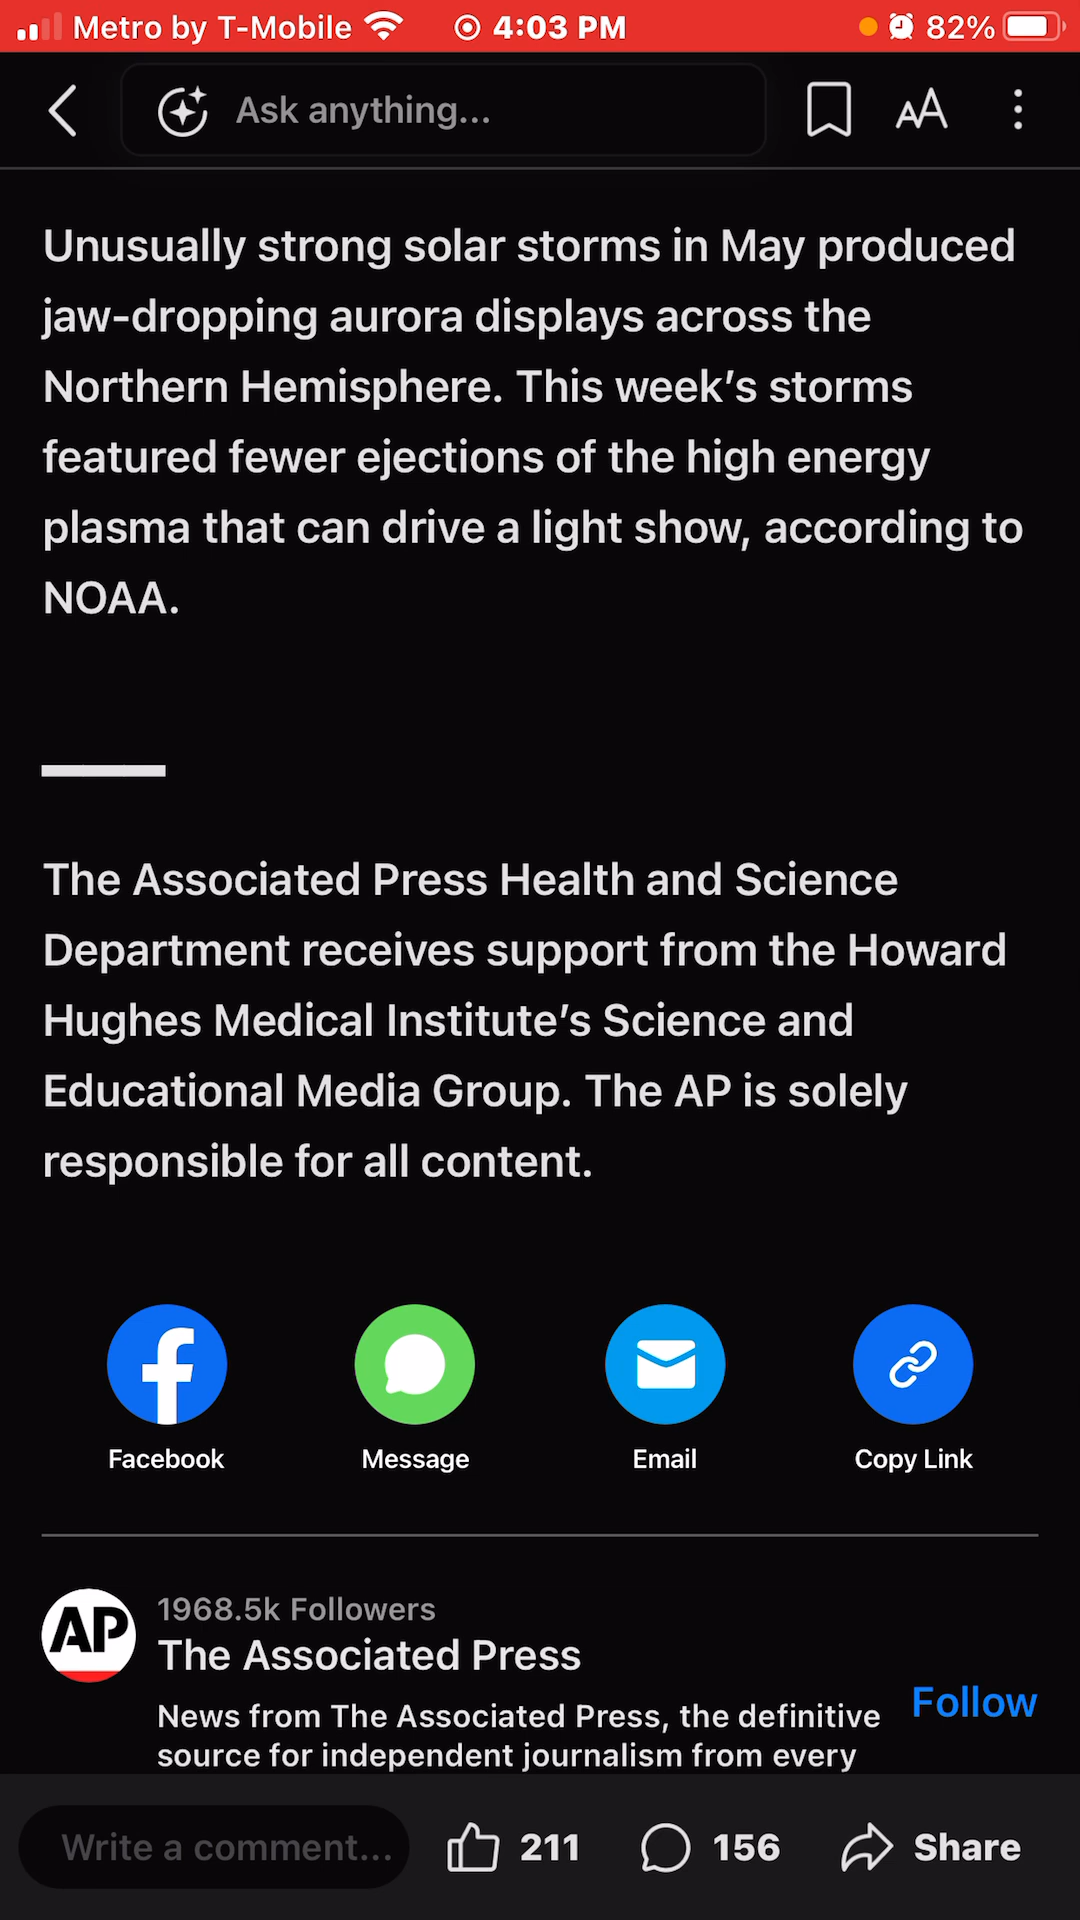 Metro by T-Mobile 4:03 PM 82%
Ask anything... AA
Unusually strong solar storms in May produced
jaw-dropping aurora displays across the
Northern Hemisphere. This week’s storms
featured fewer ejections of the high energy
plasma that can drive a light show, according to
NOAA.
The Associated Press Health and Science
Department receives support from the Howard
Hughes Medical Institute’s Science and
Educational Media Group. The AP is solely
responsible for all content.
Facebook Message Email Copy Link
AP
1968.5k Followers
The Associated Press
News from The Associated Press, the definitive
source for independent journalism from every
Follow
Write a comment... 211 156 Share